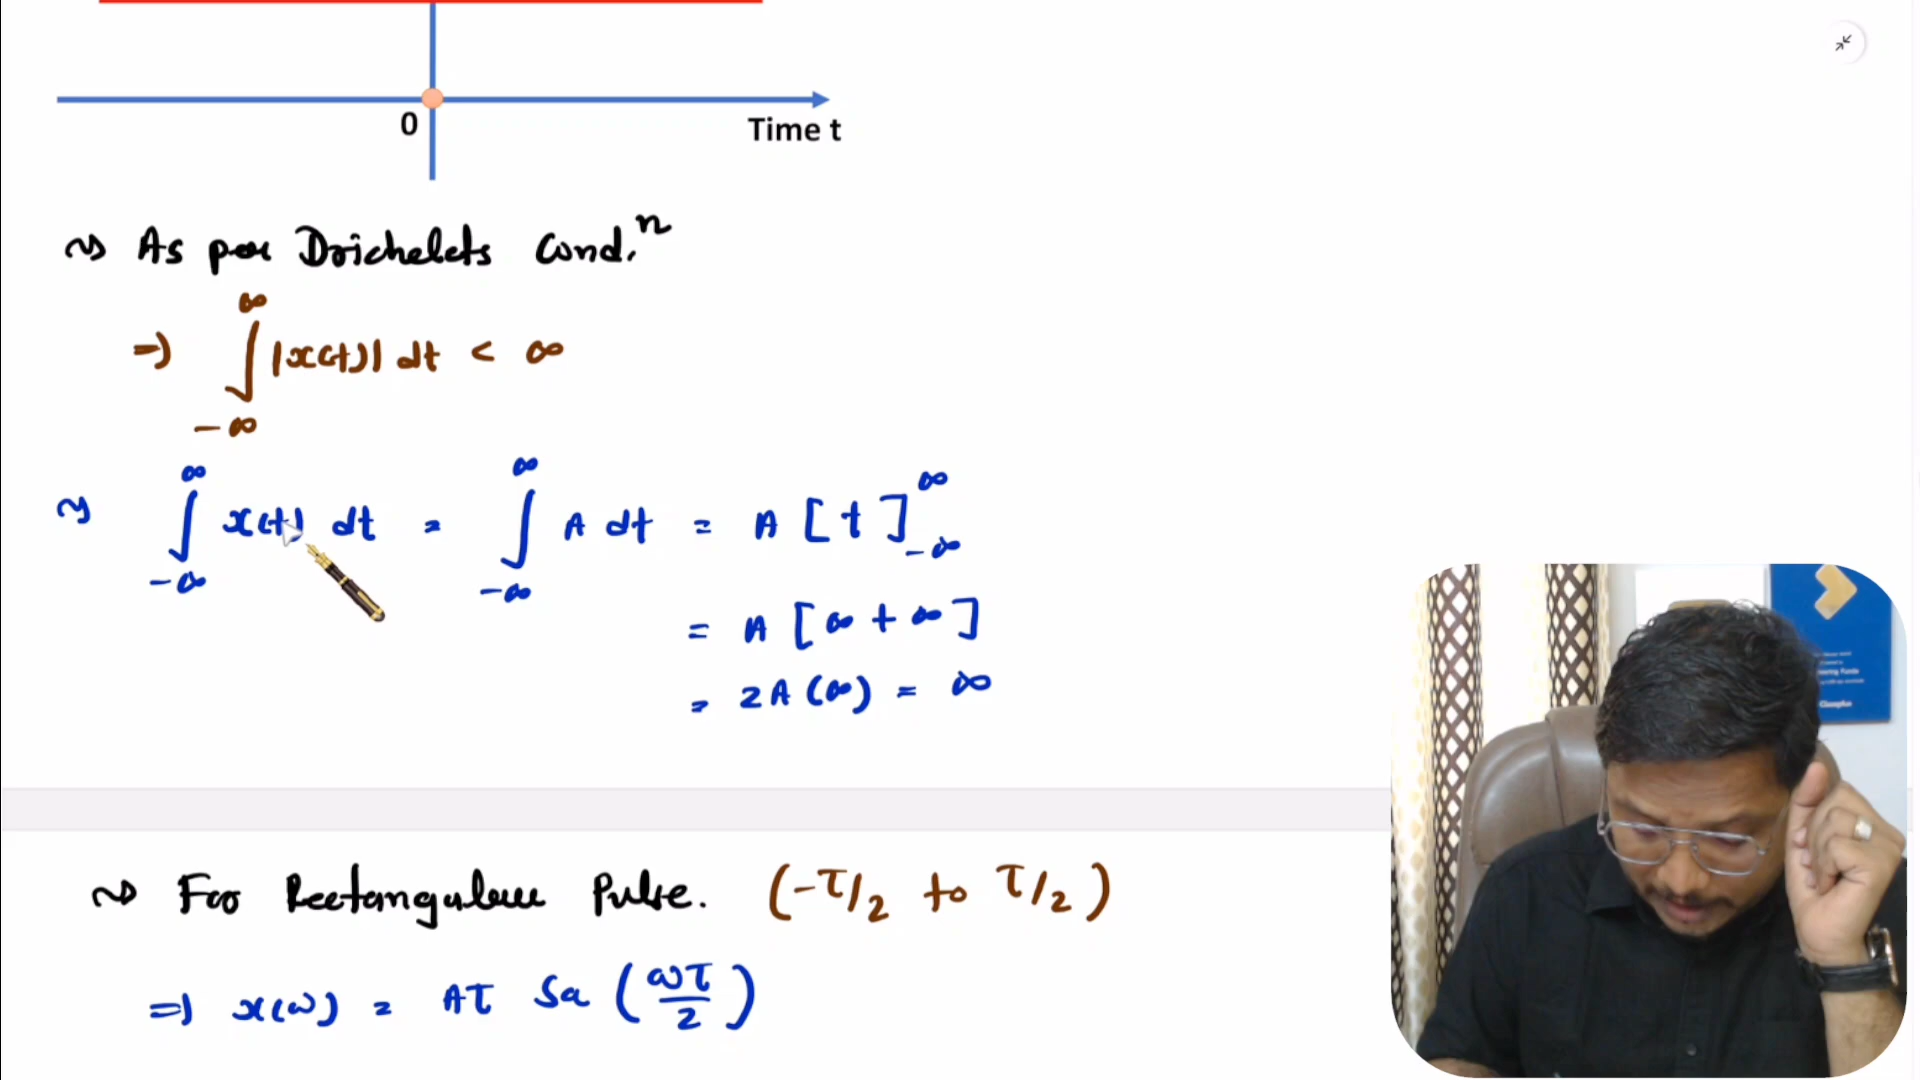 0
Time t
~> As per Drichelets Cond.ⁿ
=> ∫_{-∞}^{∞} |x(t)| dt < ∞
~> ∫_{-∞}^{∞} x(t) dt = ∫_{-∞}^{∞} A dt = A [t]_{-∞}^{∞}
= A [∞ + ∞]
= 2A (∞) = ∞
~> For Rectangular Pulse. (-τ/2 to τ/2)
=> x(ω) = Aτ Sa (ωτ/2)